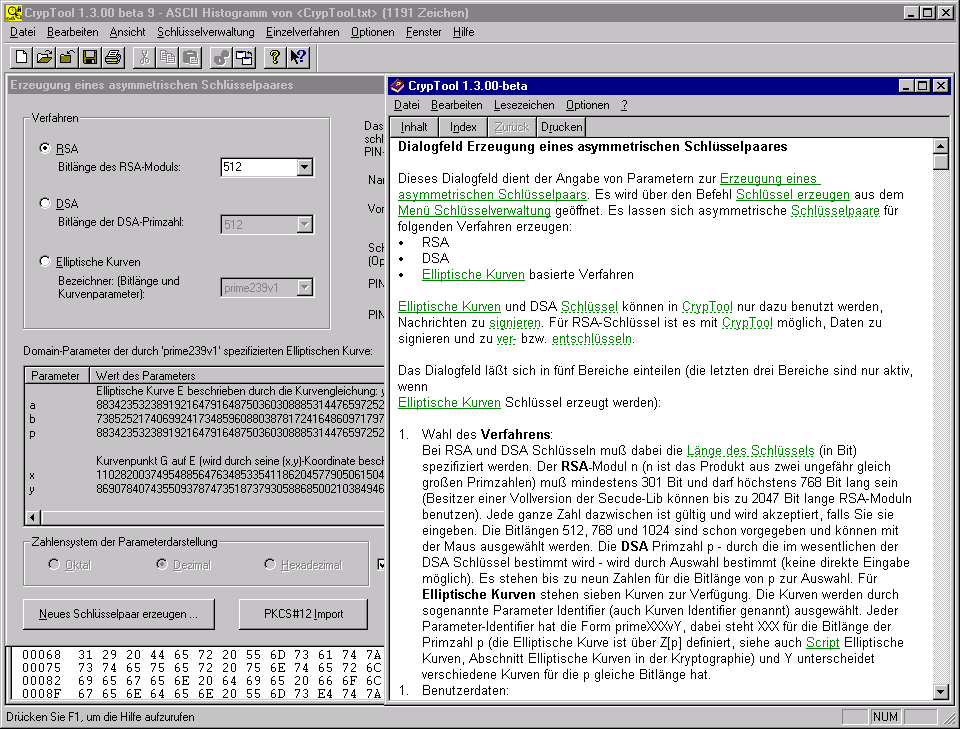 CrypTool 1.3.00 beta 9 - ASCII Histogramm von <CrypTool.txt> (1191 Zeichen)
Datei Bearbeiten Ansicht Schlüsselverwaltung Einzelverfahren Optionen Fenster Hilfe
Erzeugung eines asymmetrischen Schlüsselpaares
Verfahren
RSA
Bitlänge des RSA-Moduls: 512
DSA
Bitlänge der DSA-Primzahl: 512
Elliptische Kurven
Bezeichner: (Bitlänge und
Kurvenparameter): prime239v1
Das
schl
PIN-
Nar
Vor
Sch
(Op
PIN
PIN
Domain-Parameter der durch 'prime239v1' spezifizierten Elliptischen Kurve:
Parameter Wert des Parameters
Elliptische Kurve E beschrieben durch die Kurvengleichung: y
a 8834235323891921647916487503603088853144765972252
b 7385252174069924173485960880387817241648609717 97
p 8834235323891921647916487503603088853144765972252
Kurvenpunkt G auf E (wird durch seine (x,y)-Koordinate besch
x
y
Zahlensystem der Parameterdarstellung
Oktal Dezimal Hexadezimal
Neues Schlüsselpaar erzeugen ... PKCS#12 Import
00068 31 29 20 44 65 72 20 55 6D 73 61 74 7A
00075 73 74 65 75 65 72 20 75 6E 74 65 72 6C
00082 69 65 67 65 6E 20 64 69 65 20 66 6F 6C
0008F 67 65 6E 64 65 6E 20 55 6D 73 E4 74 7A
Drücken Sie F1, um die Hilfe aufzurufen
NUM
CrypTool 1.3.00-beta
Datei Bearbeiten Lesezeichen Optionen ?
Inhalt Index Zurück Drucken
Dialogfeld Erzeugung eines asymmetrischen Schlüsselpaares
Dieses Dialogfeld dient der Angabe von Parametern zur Erzeugung eines
asymmetrischen Schlüsselpaars. Es wird über den Befehl Schlüssel erzeugen aus dem
Menü Schlüsselverwaltung geöffnet. Es lassen sich asymmetrische Schlüsselpaare für
folgenden Verfahren erzeugen:
• RSA
• DSA
• Elliptische Kurven basierte Verfahren
Elliptische Kurven und DSA Schlüssel können in CrypTool nur dazu benutzt werden,
Nachrichten zu signieren. Für RSA-Schlüssel ist es mit CrypTool möglich, Daten zu
signieren und zu ver- bzw. entschlüsseln.
Das Dialogfeld läßt sich in fünf Bereiche einteilen (die letzten drei Bereiche sind nur aktiv,
wenn
Elliptische Kurven Schlüssel erzeugt werden):
1. Wahl des Verfahrens:
Bei RSA und DSA Schlüsseln muß dabei die Länge des Schlüssels (in Bit)
spezifiziert werden. Der RSA-Modul n (n ist das Produkt aus zwei ungefähr gleich
großen Primzahlen) muß mindestens 301 Bit und darf höchstens 768 Bit lang sein
(Besitzer einer Vollversion der Secude-Lib können bis zu 2047 Bit lange RSA-Moduln
benutzen). Jede ganze Zahl dazwischen ist gültig und wird akzeptiert, falls Sie sie
eingeben. Die Bitlängen 512, 768 und 1024 sind schon vorgegeben und können mit
der Maus ausgewählt werden. Die DSA Primzahl p - durch die im wesentlichen der
DSA Schlüssel bestimmt wird - wird durch Auswahl bestimmt (keine direkte Eingabe
möglich). Es stehen bis zu neun Zahlen für die Bitlänge von p zur Auswahl. Für
Elliptische Kurven stehen sieben Kurven zur Verfügung. Die Kurven werden durch
sogenannte Parameter Identifier (auch Kurven Identifier genannt) ausgewählt. Jeder
Parameter-Identifier hat die Form primeXXXvY, dabei steht XXX für die Bitlänge der
Primzahl p (die Elliptische Kurve ist über Z[p] definiert, siehe auch Script Elliptische
Kurven, Abschnitt Elliptische Kurven in der Kryptographie) und Y unterscheidet
verschiedene Kurven für die p gleiche Bitlänge hat.
1. Benutzerdaten: